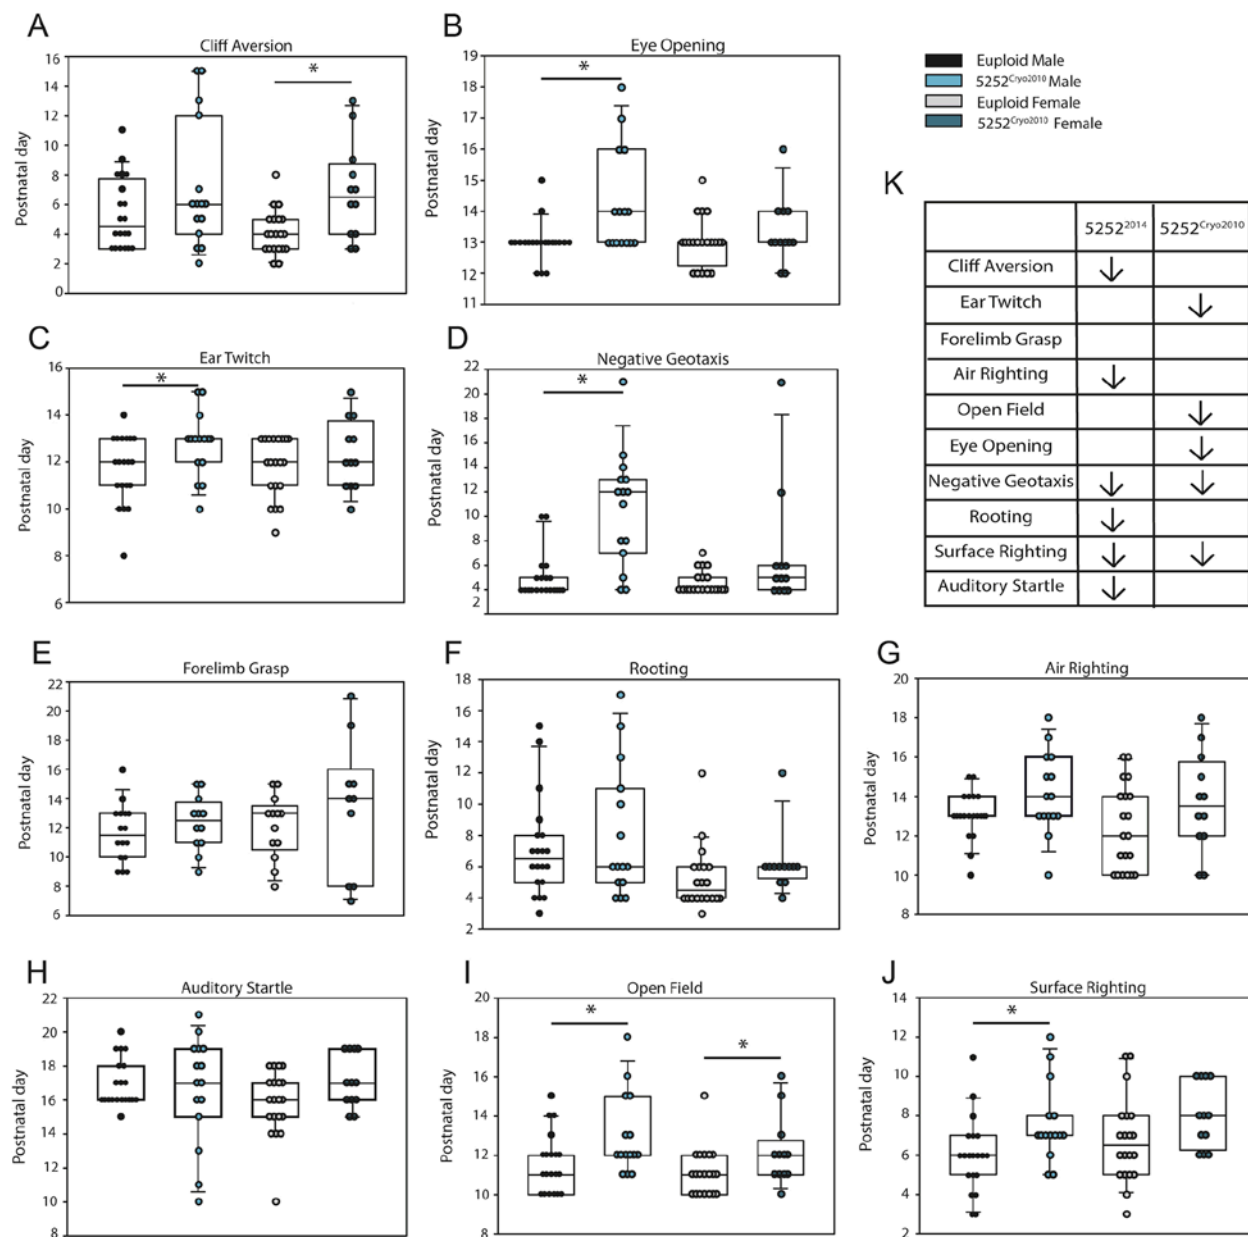 A
Cliff Aversion
Postnatal day
16
14
12
10
8
6
4
2
0
*
B
Eye Opening
Postnatal day
19
18
17
16
15
14
13
12
11
*
Euploid Male
5252Cryo2010 Male
Euploid Female
5252Cryo2010 Female
C
Ear Twitch
Postnatal day
16
14
12
10
8
6
*
D
Negative Geotaxis
Postnatal day
22
20
18
16
14
12
10
8
6
4
2
*
K
52522014 5252Cryo2010
Cliff Aversion ↓
Ear Twitch ↓
Forelimb Grasp
Air Righting ↓
Open Field ↓
Eye Opening ↓
Negative Geotaxis ↓ ↓
Rooting ↓
Surface Righting ↓ ↓
Auditory Startle ↓
E
Forelimb Grasp
Postnatal day
22
20
18
16
14
12
10
8
6
F
Rooting
Postnatal day
18
16
14
12
10
8
6
4
2
G
Air Righting
Postnatal day
20
18
16
14
12
10
8
H
Auditory Startle
Postnatal day
22
20
18
16
14
12
10
8
I
Open Field
Postnatal day
20
18
16
14
12
10
8
*
*
J
Surface Righting
Postnatal day
14
12
10
8
6
4
2
*